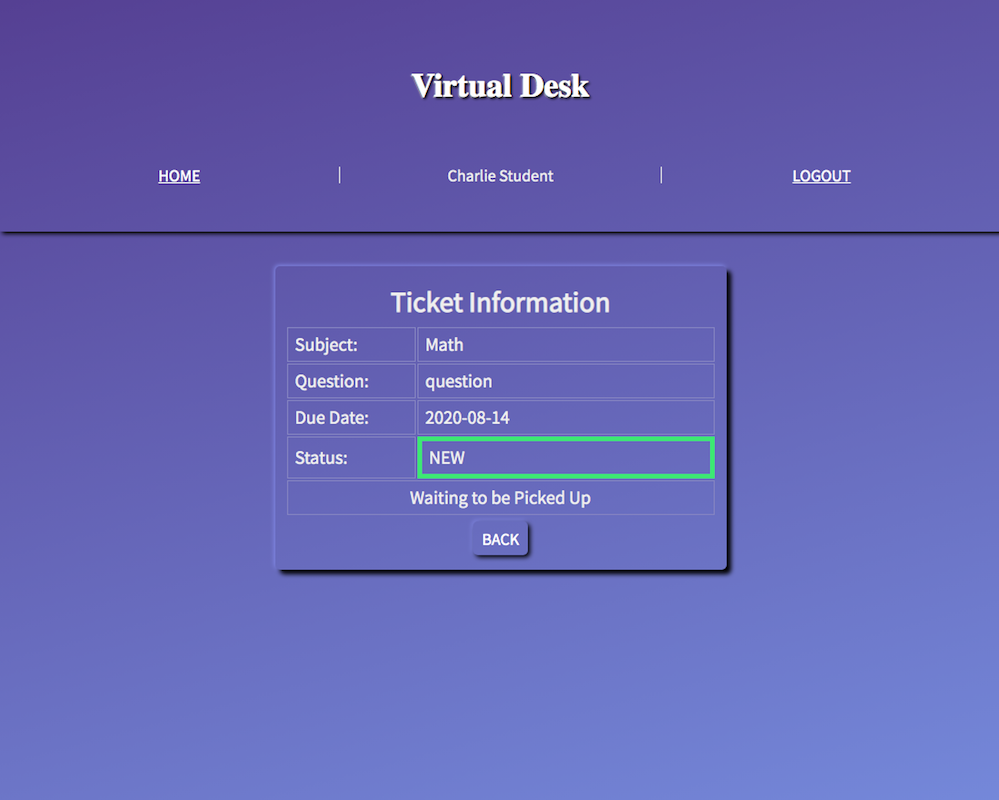 Virtual Desk
HOME | Charlie Student | LOGOUT
Ticket Information
Subject: Math
Question: question
Due Date: 2020-08-14
Status: NEW
Waiting to be Picked Up
BACK